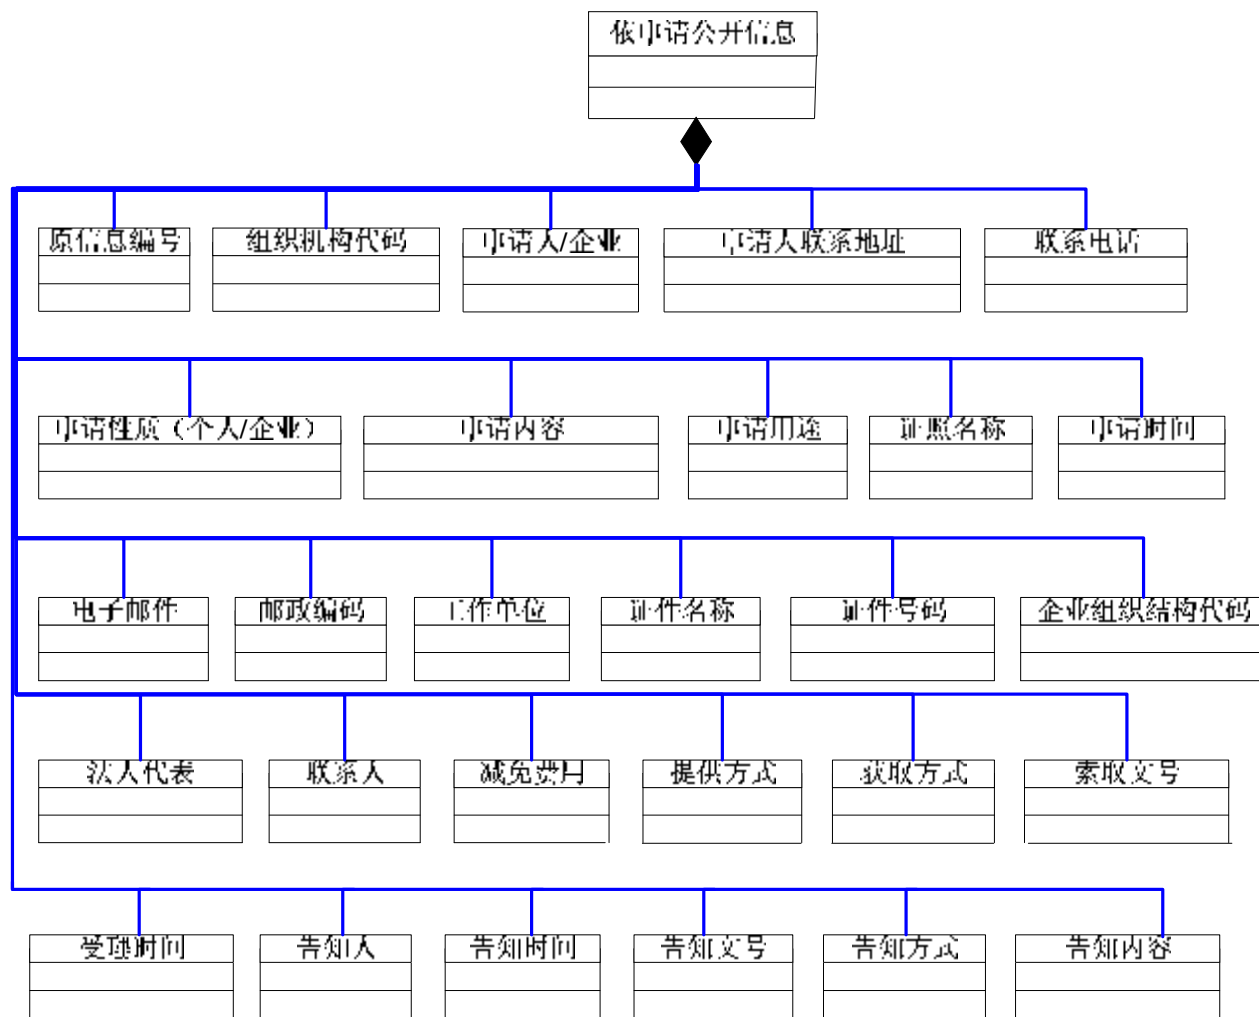 依申请公开信息
原信息编号
组织机构代码
申请人/企业
申请人联系地址
联系电话
申请性质（个人/企业）
申请内容
申请用途
证照名称
申请时间
电子邮件
邮政编码
工作单位
证件名称
证件号码
企业组织结构代码
法人代表
联系人
减免费用
提供方式
获取方式
索取文号
受理时间
告知人
告知时间
告知文号
告知方式
告知内容